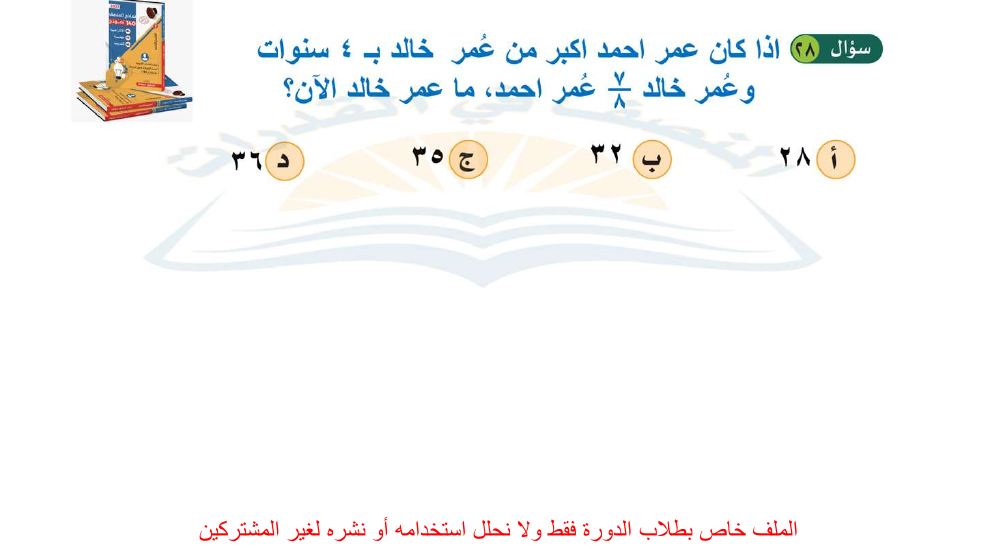 سؤال ٢٨ اذا كان عمر احمد اكبر من عُمر خالد بـ ٤ سنوات
وعُمر خالد ٧/٨ عُمر احمد، ما عمر خالد الآن؟
أ ٢٨ ب ٣٢ ج ٣٥ د ٣٦
الملف خاص بطلاب الدورة فقط ولا نحلل استخدامه أو نشره لغير المشتركين